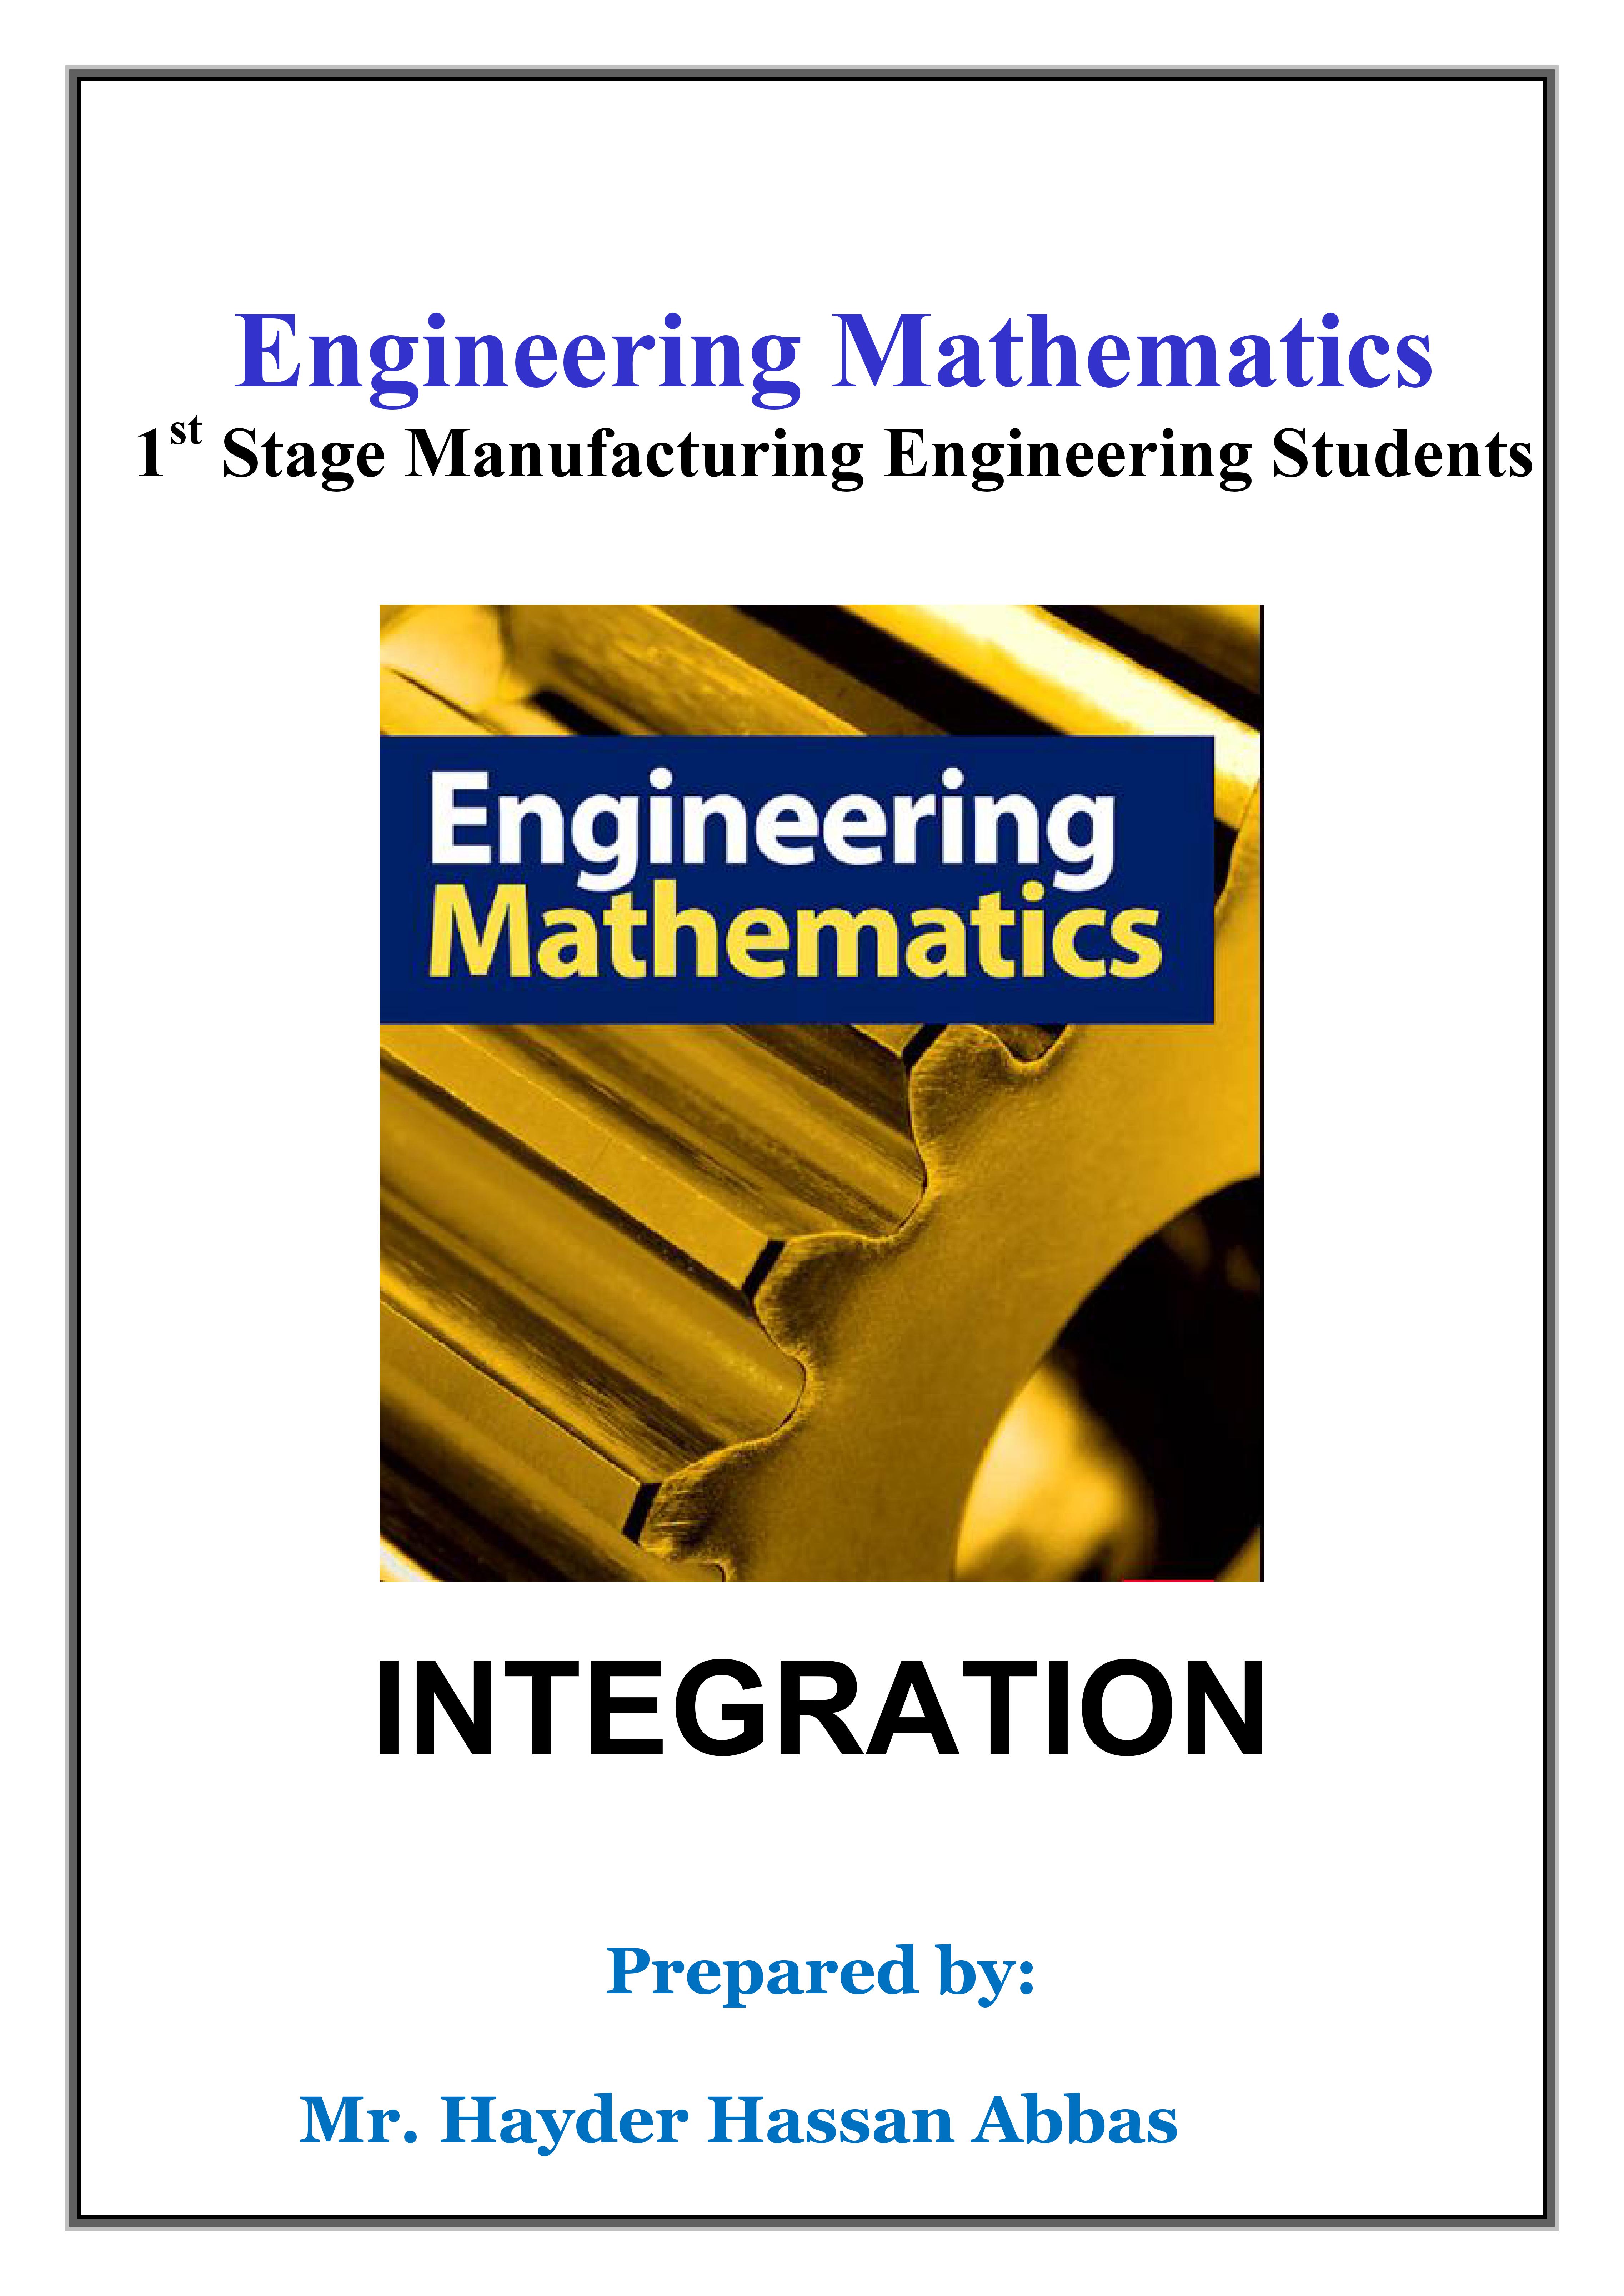 Engineering Mathematics
1st Stage Manufacturing Engineering Students
Engineering
Mathematics
INTEGRATION
Prepared by:
Mr. Hayder Hassan Abbas